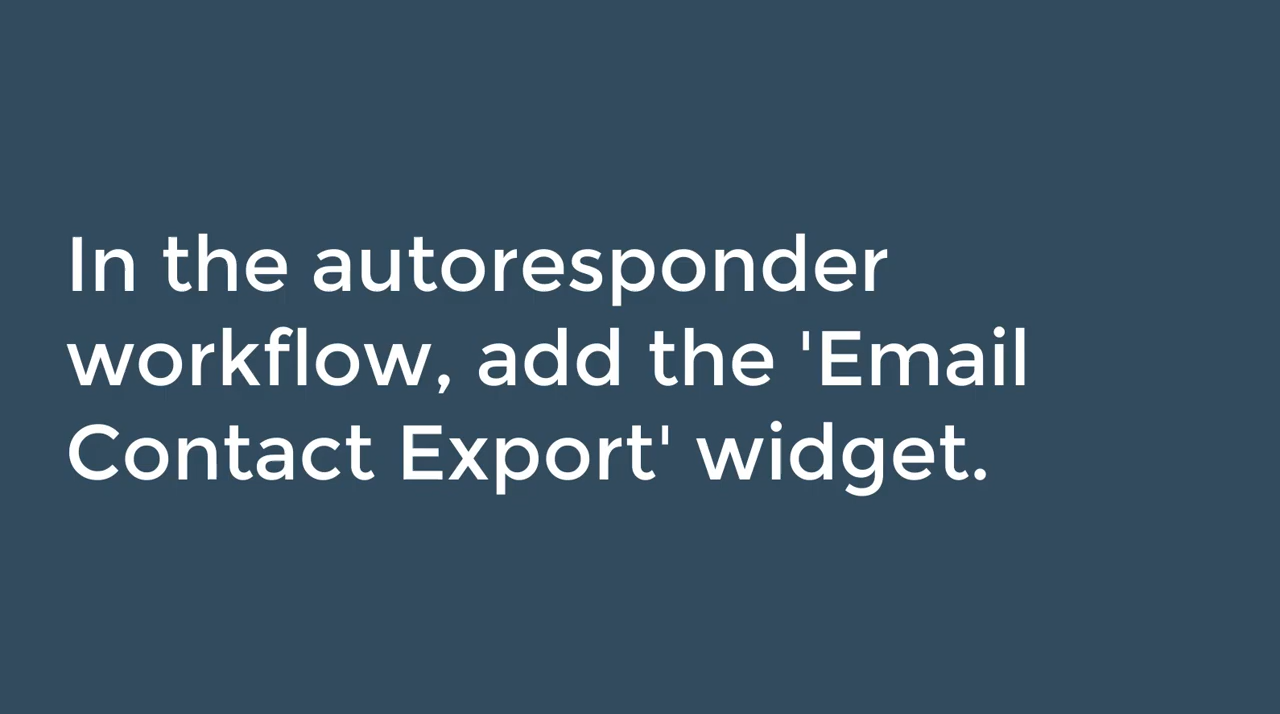 In the autoresponder
workflow, add the 'Email
Contact Export' widget.